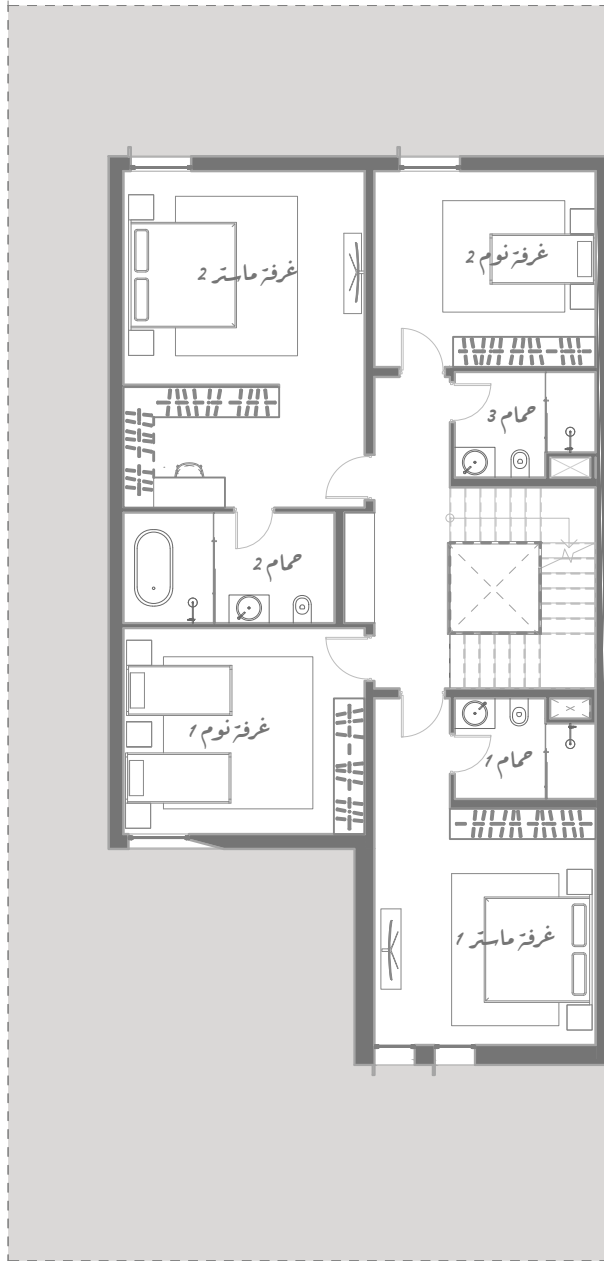 غرفة نوم 2
غرفة ماستر 2
حمام 3
حمام 2
غرفة نوم 1
حمام 1
غرفة ماستر 1